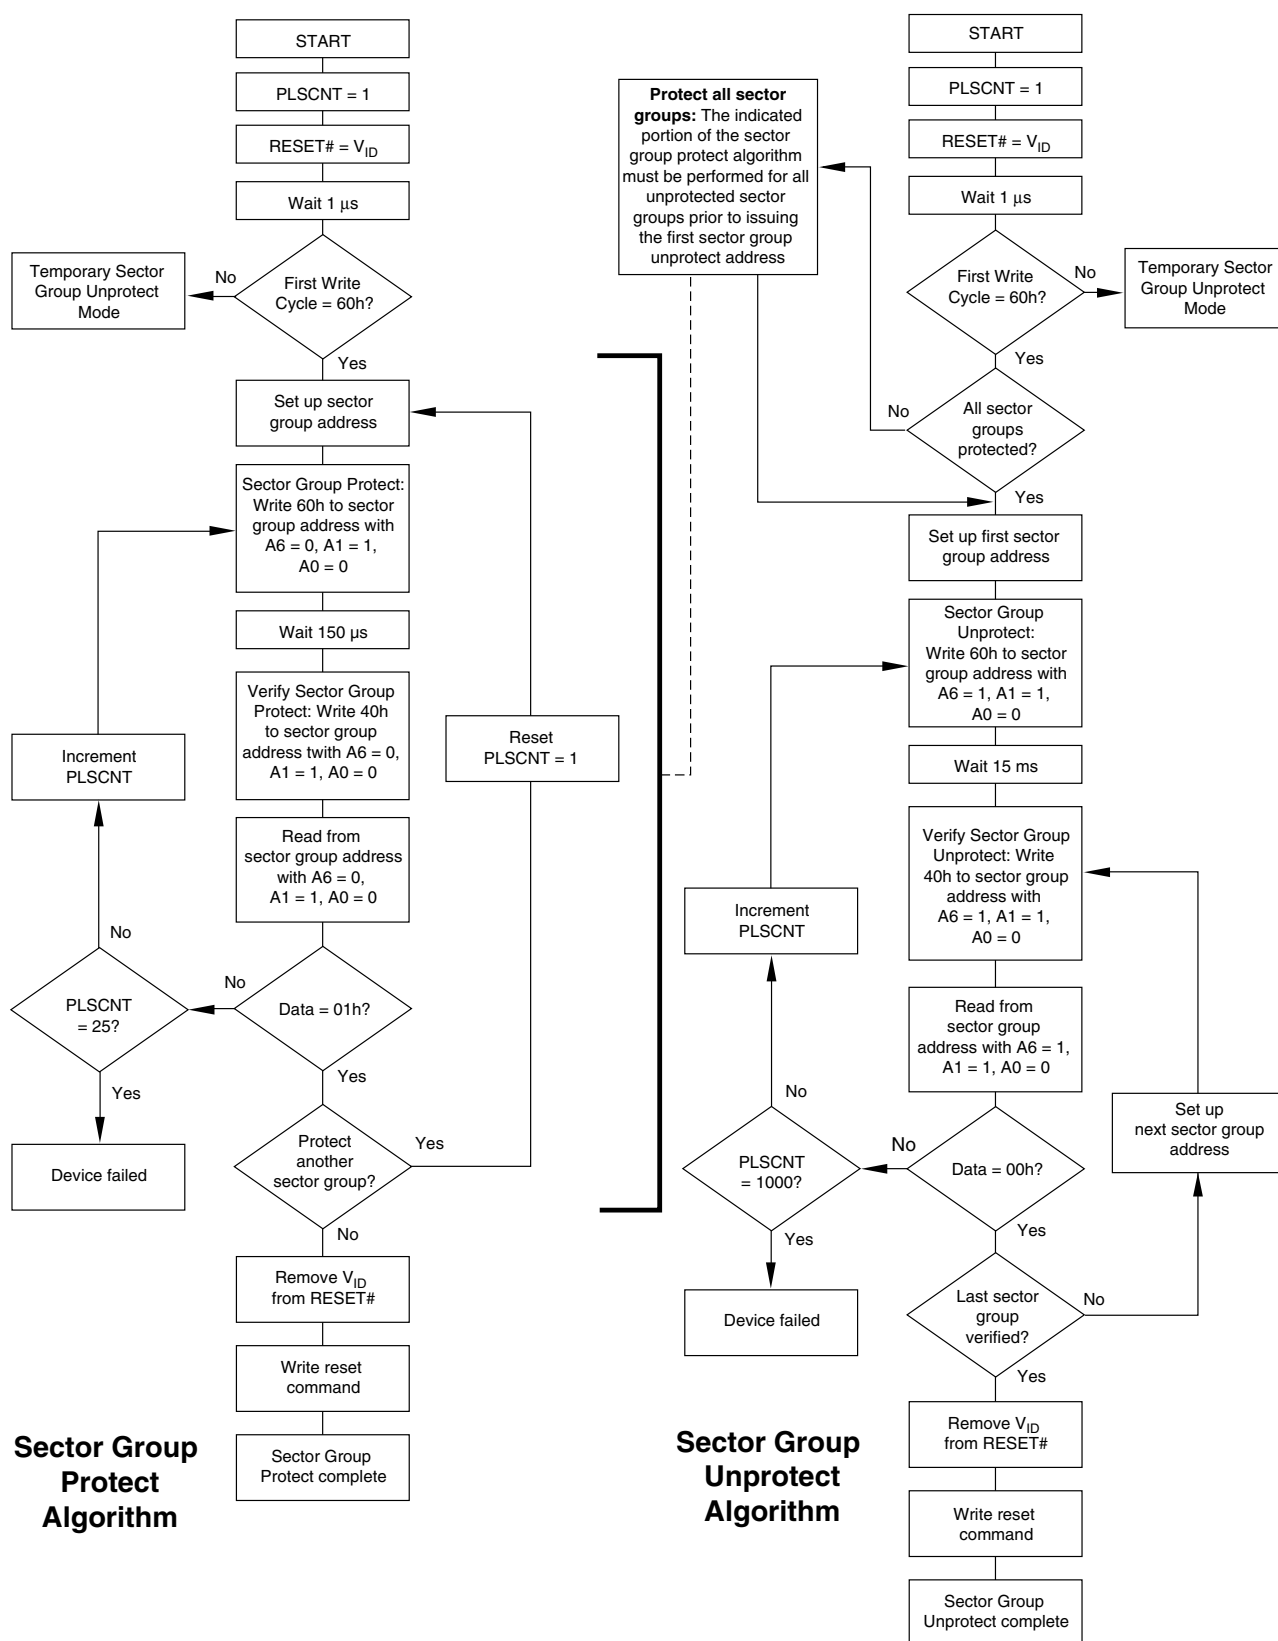 START
PLSCNT = 1
RESET# = VID
Wait 1 μs
First Write
Cycle = 60h?
No
Temporary Sector
Group Unprotect
Mode
Yes
Set up sector
group address
Sector Group Protect:
Write 60h to sector
group address with
A6 = 0, A1 = 1,
A0 = 0
Wait 150 µs
Verify Sector Group
Protect: Write 40h
to sector group
address twith A6 = 0,
A1 = 1, A0 = 0
Reset
PLSCNT = 1
Increment
PLSCNT
Read from
sector group address
with A6 = 0,
A1 = 1, A0 = 0
No
PLSCNT
= 25?
No
Data = 01h?
Yes
Yes
Device failed
Protect
another
sector group?
Yes
No
Remove VID
from RESET#
Write reset
command
Sector Group
Protect complete
Sector Group
Protect
Algorithm
Protect all sector
groups: The indicated
portion of the sector
group protect algorithm
must be performed for all
unprotected sector
groups prior to issuing
the first sector group
unprotect address
START
PLSCNT = 1
RESET# = VID
Wait 1 μs
First Write
Cycle = 60h?
No
Temporary Sector
Group Unprotect
Mode
Yes
No
All sector
groups
protected?
Yes
Set up first sector
group address
Sector Group
Unprotect:
Write 60h to sector
group address with
A6 = 1, A1 = 1,
A0 = 0
Wait 15 ms
Verify Sector Group
Unprotect: Write
40h to sector group
address with
A6 = 1, A1 = 1,
A0 = 0
Increment
PLSCNT
Read from
sector group
address with A6 = 1,
A1 = 1, A0 = 0
No
PLSCNT
= 1000?
No
Data = 00h?
Set up
next sector group
address
Yes
Yes
Device failed
Last sector
group
verified?
No
Yes
Remove VID
from RESET#
Write reset
command
Sector Group
Unprotect complete
Sector Group
Unprotect
Algorithm